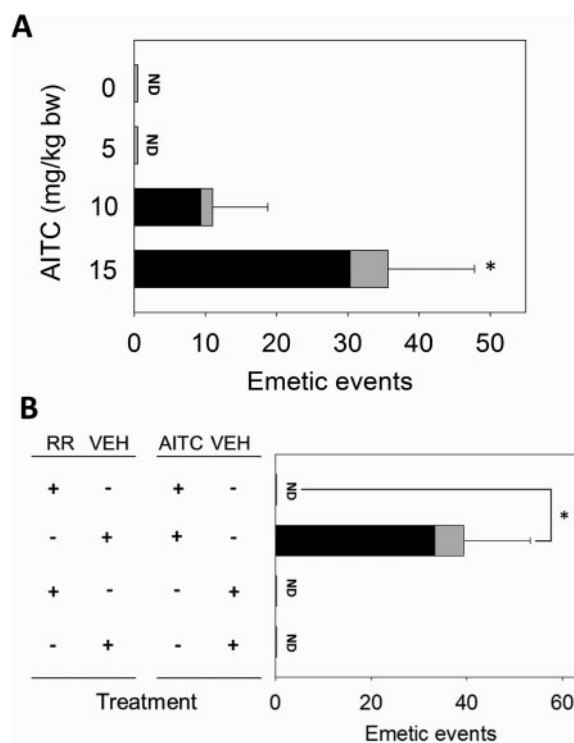 A
AITC (mg/kg bw)
0 ND
5 ND
10
15 *
0 10 20 30 40 50
Emetic events
B
RR VEH AITC VEH
+ - + - ND
- + + - *
+ - - + ND
- + - + ND
Treatment
0 20 40 60
Emetic events